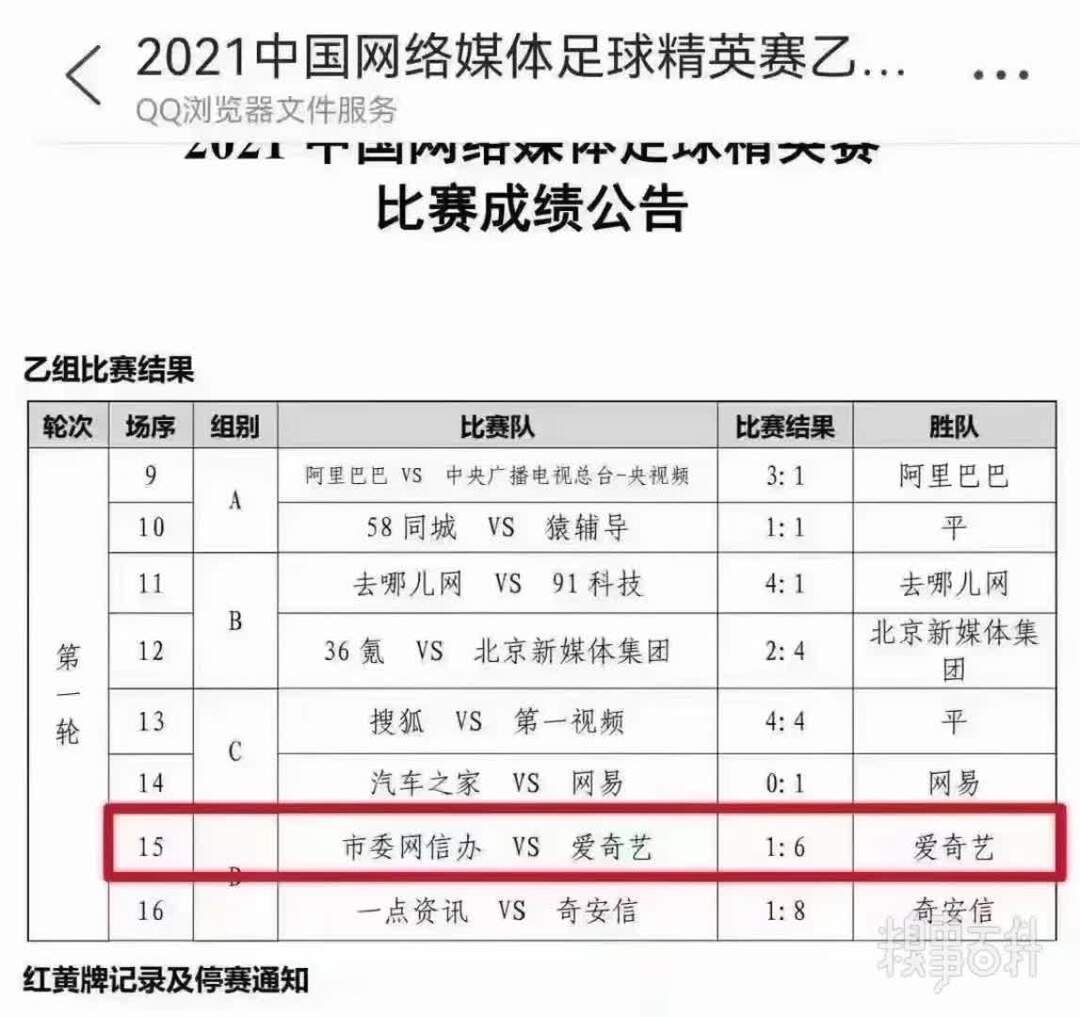 2021中国网络媒体足球精英赛乙...
QQ浏览器文件服务
2021 中国网络媒体足球精英赛
比赛成绩公告
乙组比赛结果
轮次 场序 组别 比赛队 比赛结果 胜队
第一轮
9 A 阿里巴巴 VS 中央广播电视总台-央视频 3:1 阿里巴巴
10 58 同城 VS 猿辅导 1:1 平
11 B 去哪儿网 VS 91 科技 4:1 去哪儿网
12 36 氪 VS 北京新媒体集团 2:4 北京新媒体集团
13 C 搜狐 VS 第一视频 4:4 平
14 汽车之家 VS 网易 0:1 网易
15 D 市委网信办 VS 爱奇艺 1:6 爱奇艺
16 一点资讯 VS 奇安信 1:8 奇安信
红黄牌记录及停赛通知
糗事百科